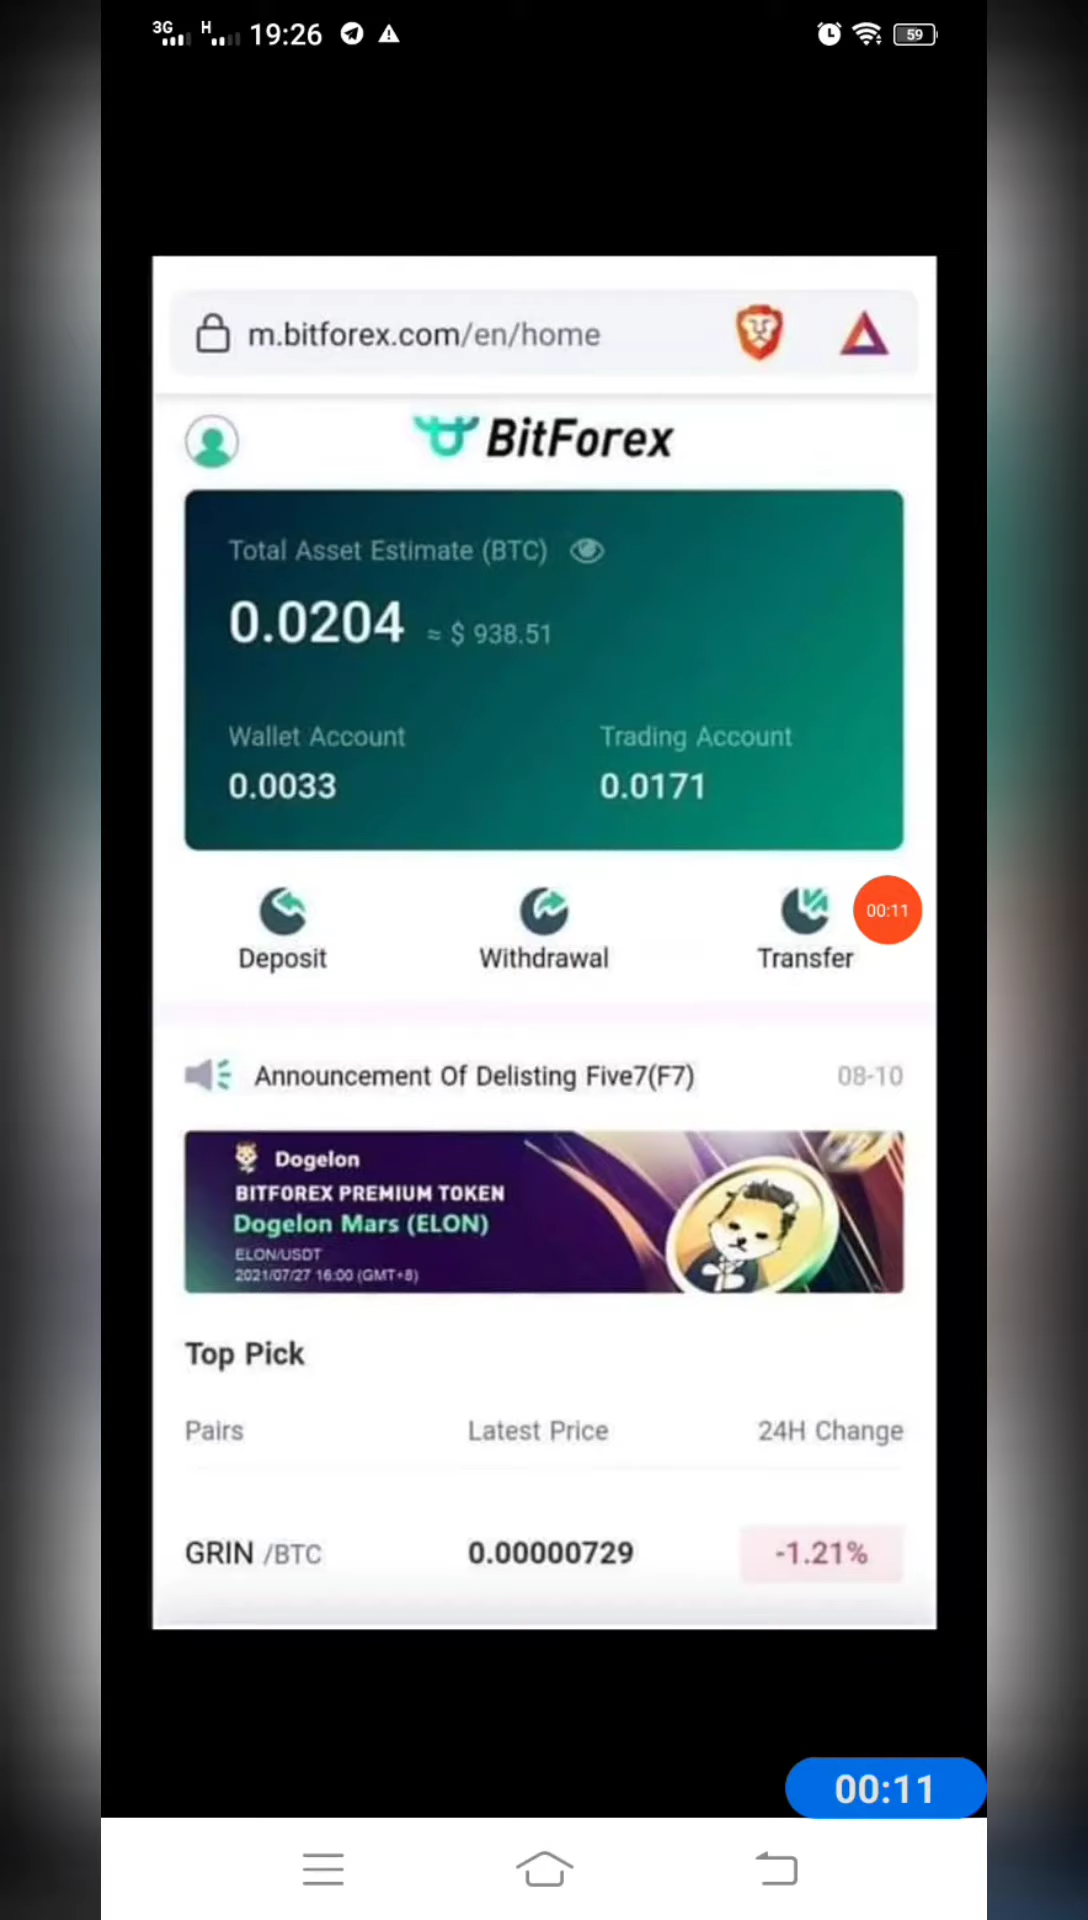 3G H 19:26 59
m.bitforex.com/en/home
BitForex
Total Asset Estimate (BTC)
0.0204 ≈ $ 938.51
Wallet Account Trading Account
0.0033 0.0171
00:11
Deposit Withdrawal Transfer
Announcement Of Delisting Five7(F7) 08-10
Dogelon
BITFOREX PREMIUM TOKEN
Dogelon Mars (ELON)
ELON/USDT
2021/07/27 16:00 (GMT+8)
Top Pick
Pairs Latest Price 24H Change
GRIN /BTC 0.00000729 -1.21%
00:11